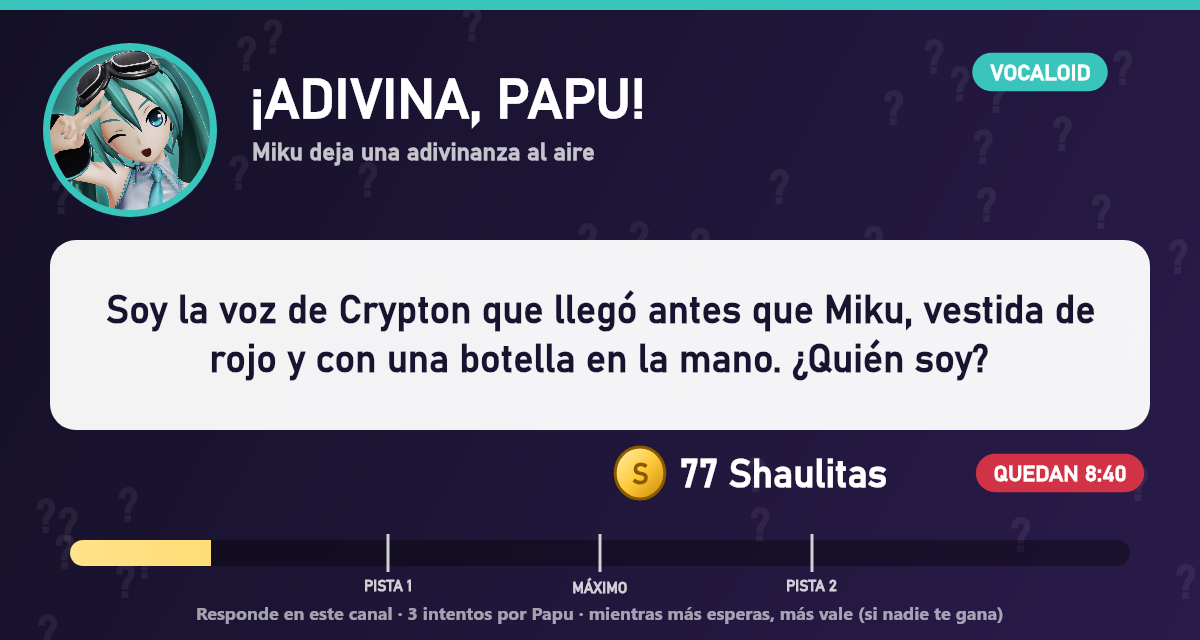 ¡ADIVINA, PAPU!
VOCALOID
Miku deja una adivinanza al aire
Soy la voz de Crypton que llegó antes que Miku, vestida de
rojo y con una botella en la mano. ¿Quién soy?
S 77 Shaulitas
QUEDAN 8:40
PISTA 1
MÁXIMO
PISTA 2
Responde en este canal · 3 intentos por Papu · mientras más esperas, más vale (si nadie te gana)